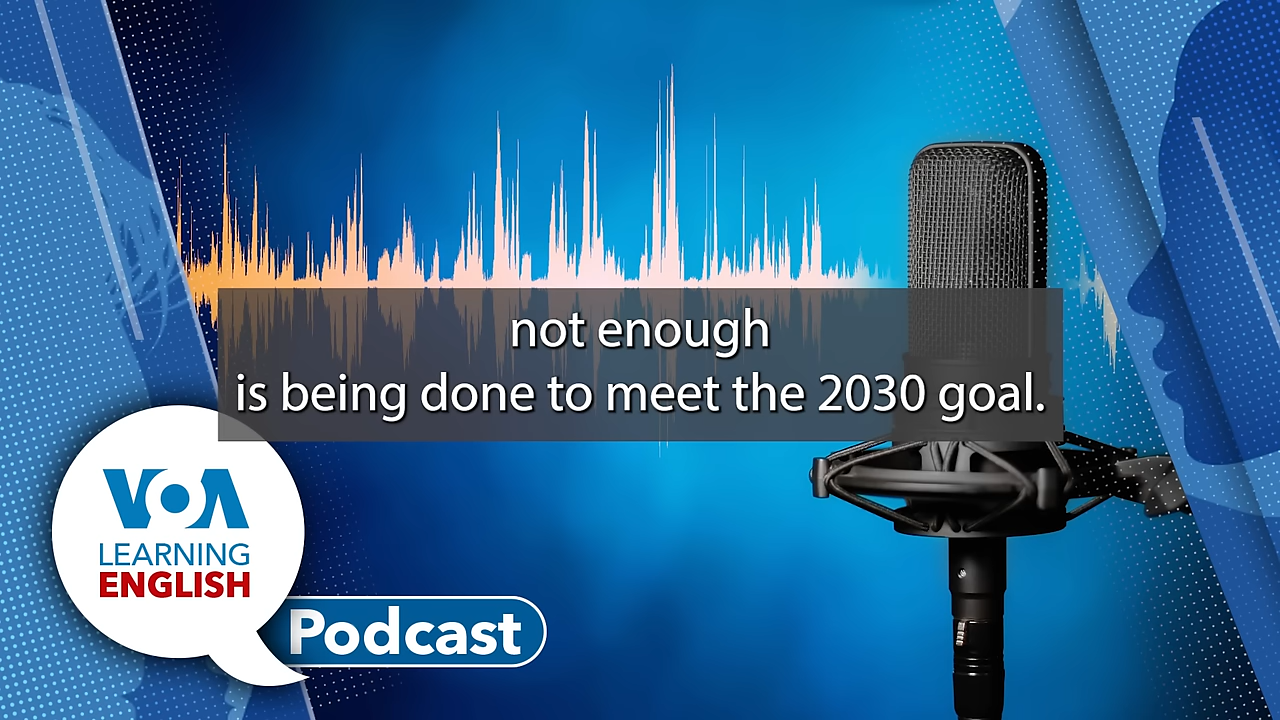 not enough
is being done to meet the 2030 goal.
VOA
LEARNING
ENGLISH
Podcast